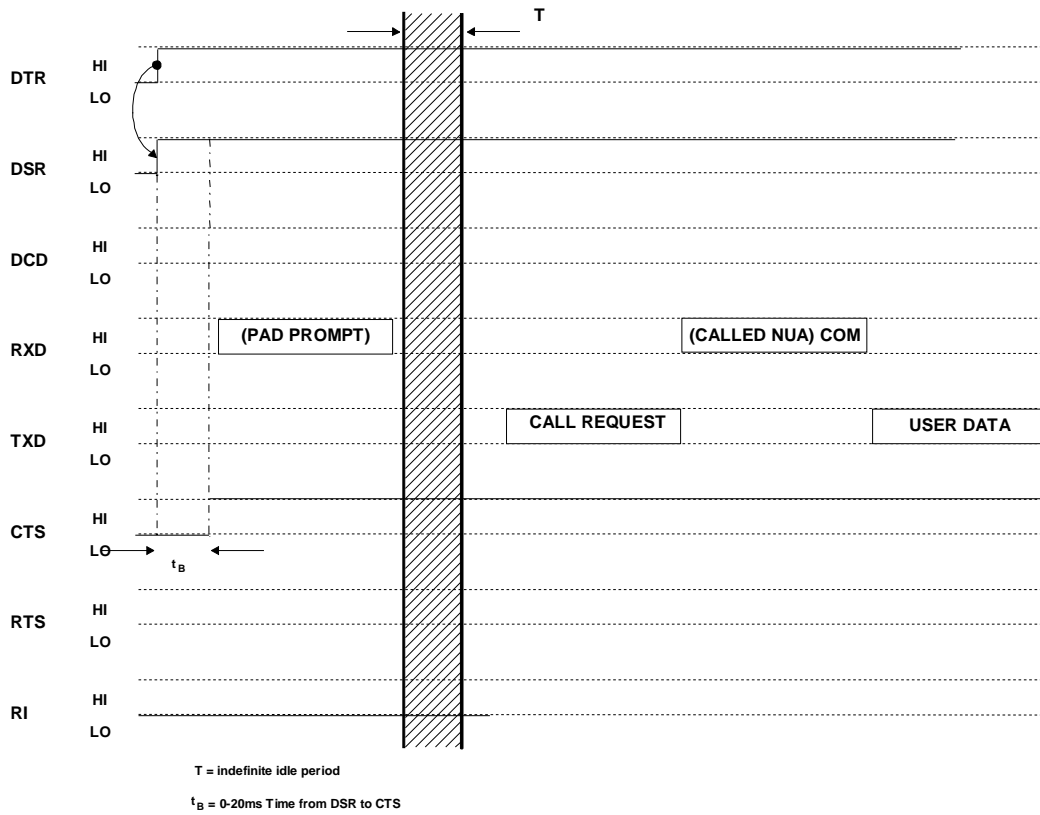 T
DTR HI
LO
DSR HI
LO
DCD HI
LO
RXD HI
LO
(PAD PROMPT) (CALLED NUA) COM
TXD HI
LO
CALL REQUEST USER DATA
CTS HI
LO
t B
RTS HI
LO
RI HI
LO
T = indefinite idle period
t B = 0-20ms Time from DSR to CTS